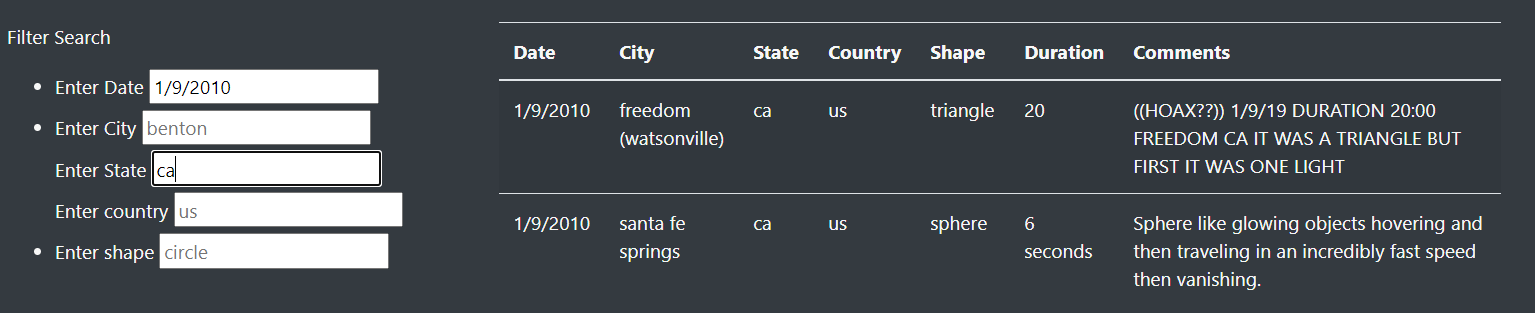 Filter Search
Enter Date 1/9/2010
Enter City benton
Enter State ca
Enter country us
Enter shape circle
Date City State Country Shape Duration Comments
1/9/2010 freedom ca us triangle 20 ((HOAX??)) 1/9/19 DURATION 20:00
(watsonville) FREEDOM CA IT WAS A TRIANGLE BUT
FIRST IT WAS ONE LIGHT
1/9/2010 santa fe ca us sphere 6 Sphere like glowing objects hovering and
springs seconds then traveling in an incredibly fast speed
then vanishing.